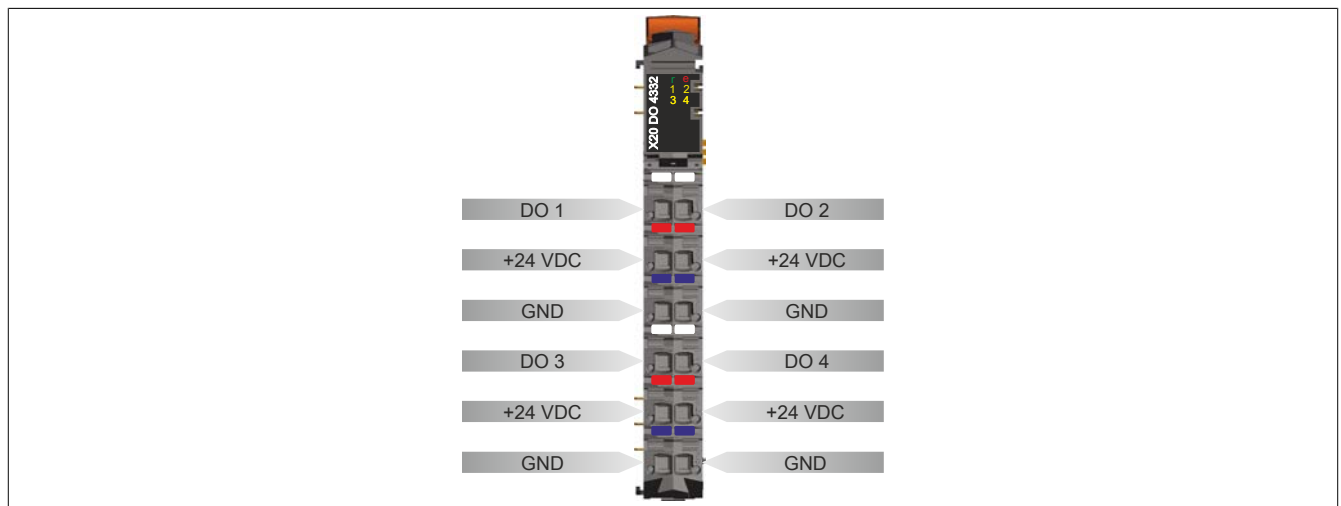 X20 DO 4332
r e
1 2
3 4
DO 1 DO 2
+24 VDC +24 VDC
GND GND
DO 3 DO 4
+24 VDC +24 VDC
GND GND